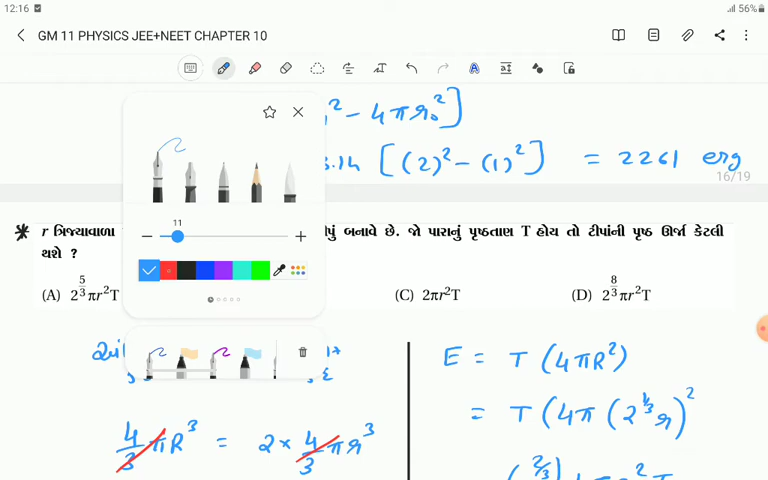 12:16 56%
GM 11 PHYSICS JEE+NEET CHAPTER 10
² − 4πr₀²]
3.14 [(2)² − (1)²] = 2261 erg
16/19
11
* r ત્રિજ્યાવાળા પું બનાવે છે. જો પારાનું પૃષ્ઠતાણ T હોય તો ટીપાંની પૃષ્ઠ ઊર્જા કેટલી
થશે ?
(A) 2^{5/3}πr²T (C) 2πr²T (D) 2^{8/3}πr²T
E = T (4πR²)
= T (4π (2^{1/3} r)²
4/3 πR³ = 2 × 4/3 πr³